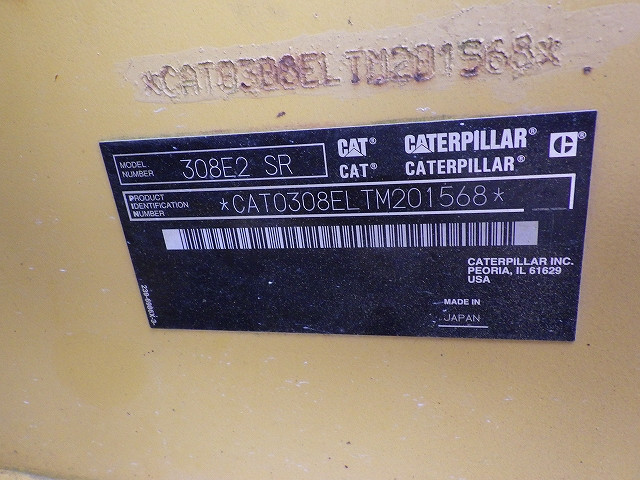 *CAT0308ELTM201568*
MODEL NUMBER 308E2 SR
CAT® CATERPILLAR®
CAT® CATERPILLAR®
PRODUCT IDENTIFICATION NUMBER *CAT0308ELTM201568*
CATERPILLAR INC.
PEORIA, IL 61629
USA
MADE IN
JAPAN